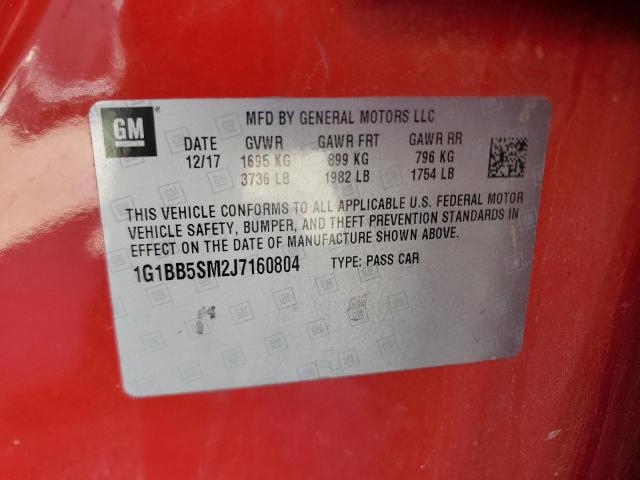 GM
MFD BY GENERAL MOTORS LLC
DATE GVWR GAWR FRT GAWR RR
12/17 1695 KG 899 KG 796 KG
3736 LB 1982 LB 1754 LB
THIS VEHICLE CONFORMS TO ALL APPLICABLE U.S. FEDERAL MOTOR
VEHICLE SAFETY, BUMPER, AND THEFT PREVENTION STANDARDS IN
EFFECT ON THE DATE OF MANUFACTURE SHOWN ABOVE.
1G1BB5SM2J7160804 TYPE: PASS CAR